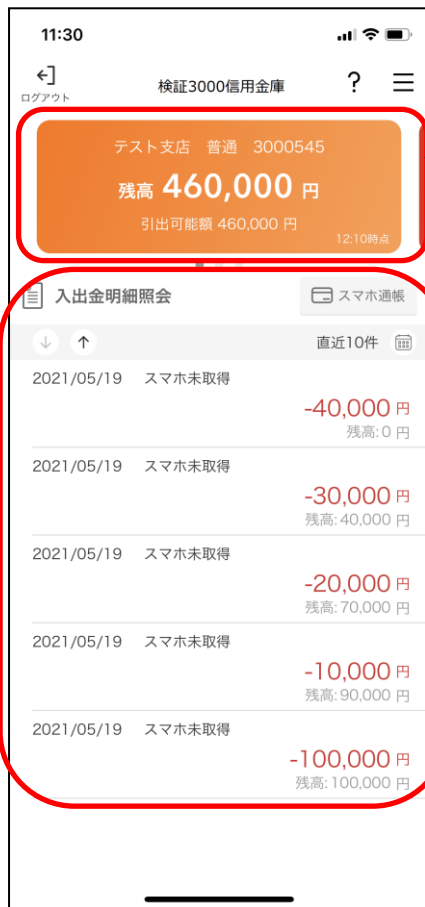 11:30
ログアウト
検証3000信用金庫
?
テスト支店 普通 3000545
残高 460,000 円
引出可能額 460,000 円
12:10時点
入出金明細照会
スマホ通帳
↓ ↑
直近10件
2021/05/19 スマホ未取得
-40,000 円
残高:0 円
2021/05/19 スマホ未取得
-30,000 円
残高:40,000 円
2021/05/19 スマホ未取得
-20,000 円
残高:70,000 円
2021/05/19 スマホ未取得
-10,000 円
残高:90,000 円
2021/05/19 スマホ未取得
-100,000 円
残高:100,000 円